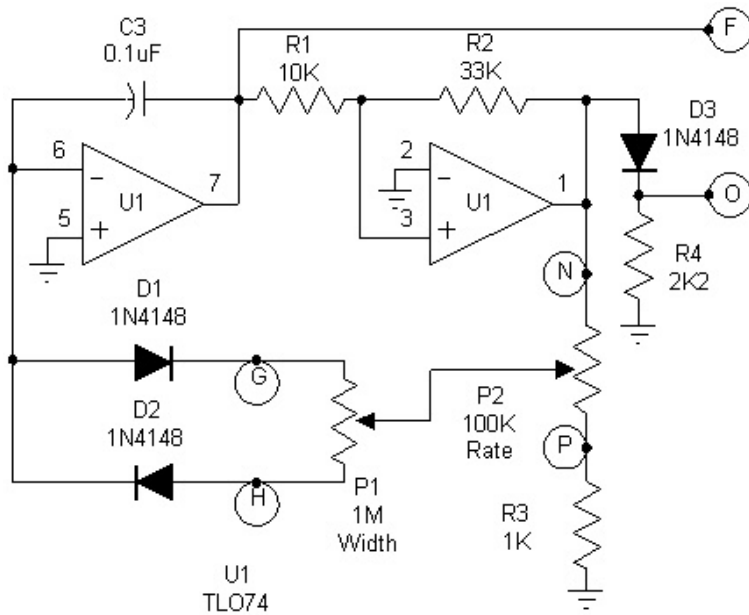 C3
0.1uF
R1
10K
R2
33K
F
D3
1N4148
6
-
7
5
+
U1
2
-
1
3
+
U1
O
R4
2K2
N
D1
1N4148
G
D2
1N4148
H
P2
100K
Rate
P
P1
1M
Width
R3
1K
U1
TLO74